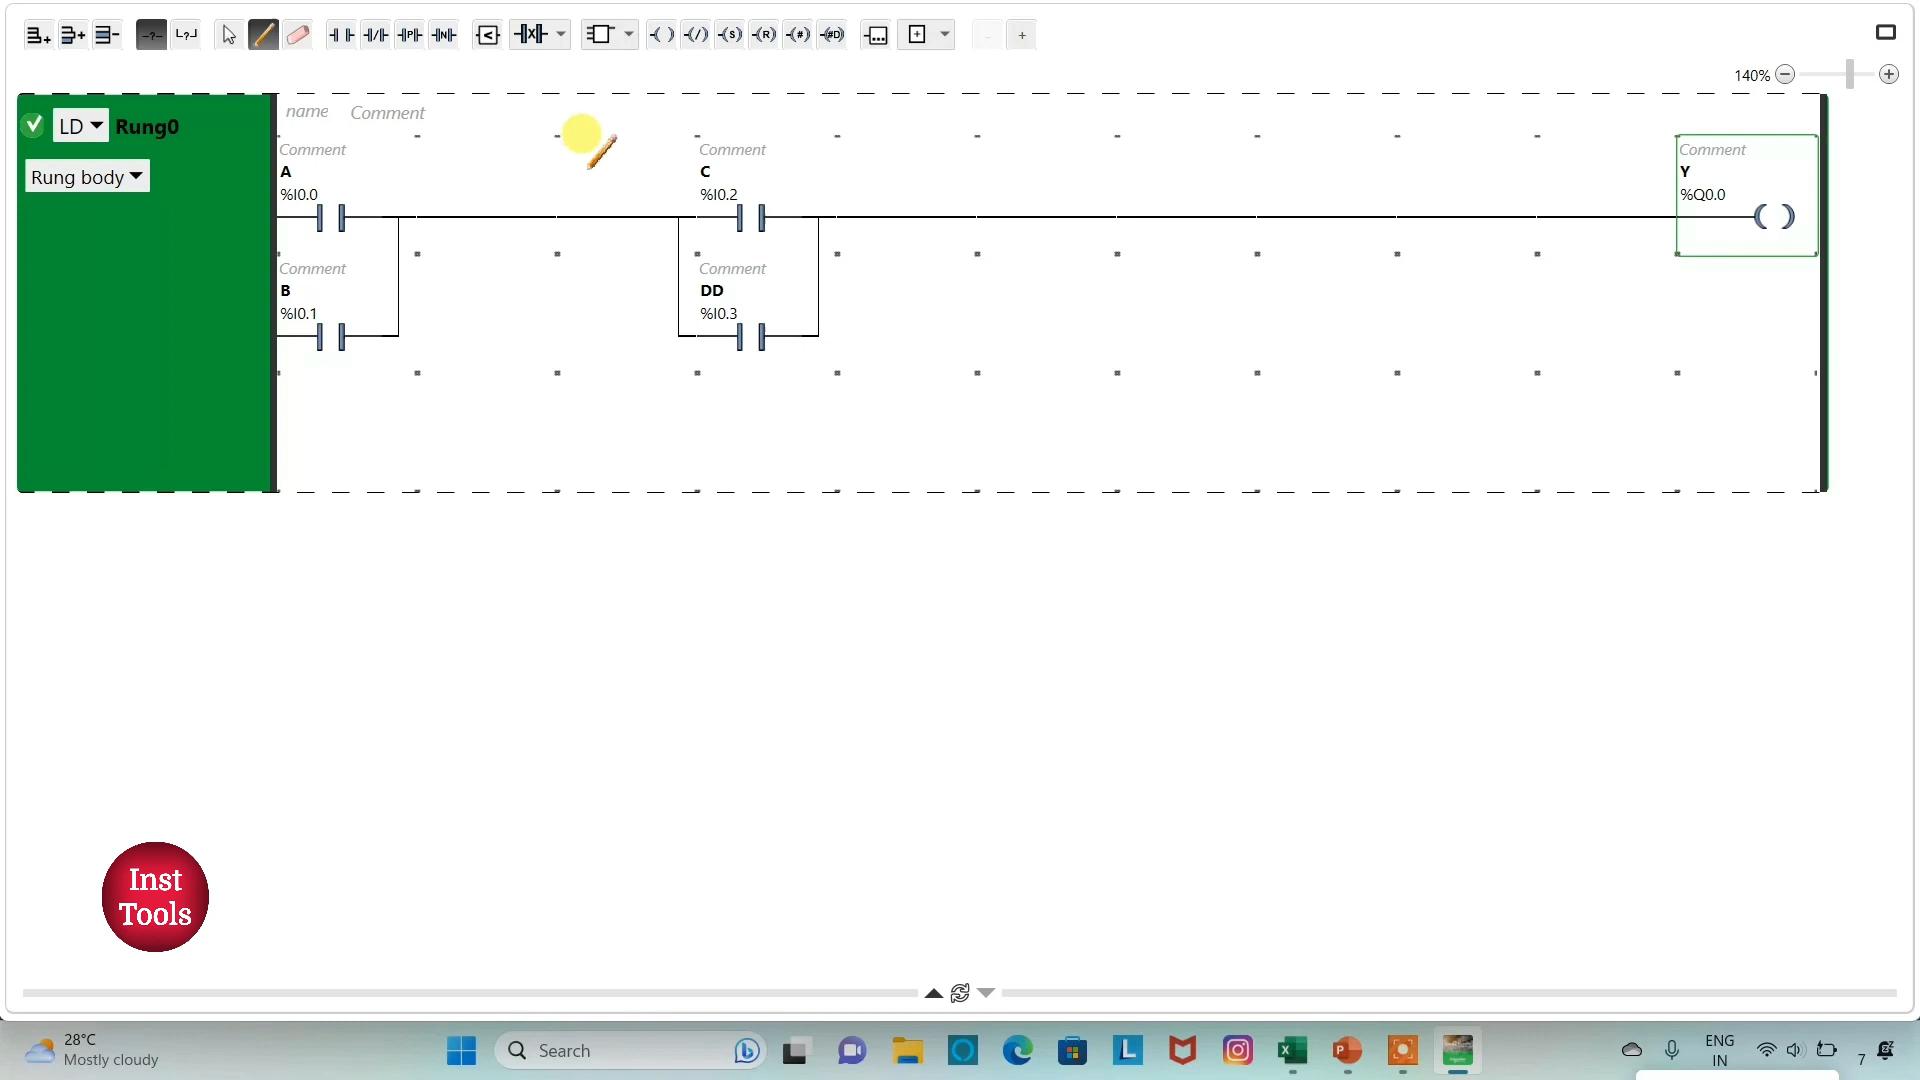 140%
LD Rung0
name Comment
Rung body
Comment
A
%I0.0
Comment
C
%I0.2
Comment
Y
%Q0.0
Comment
B
%I0.1
Comment
DD
%I0.3
Inst
Tools
28°C
Mostly cloudy
Search
ENG
IN
7